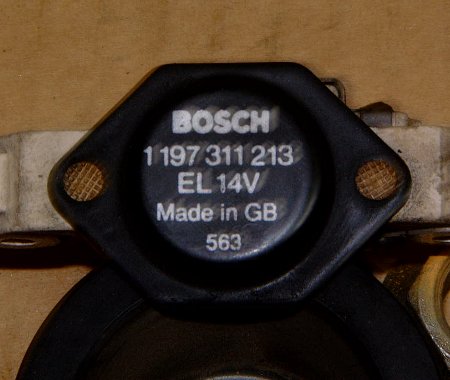 BOSCH
1 197 311 213
EL 14V
Made in GB
563